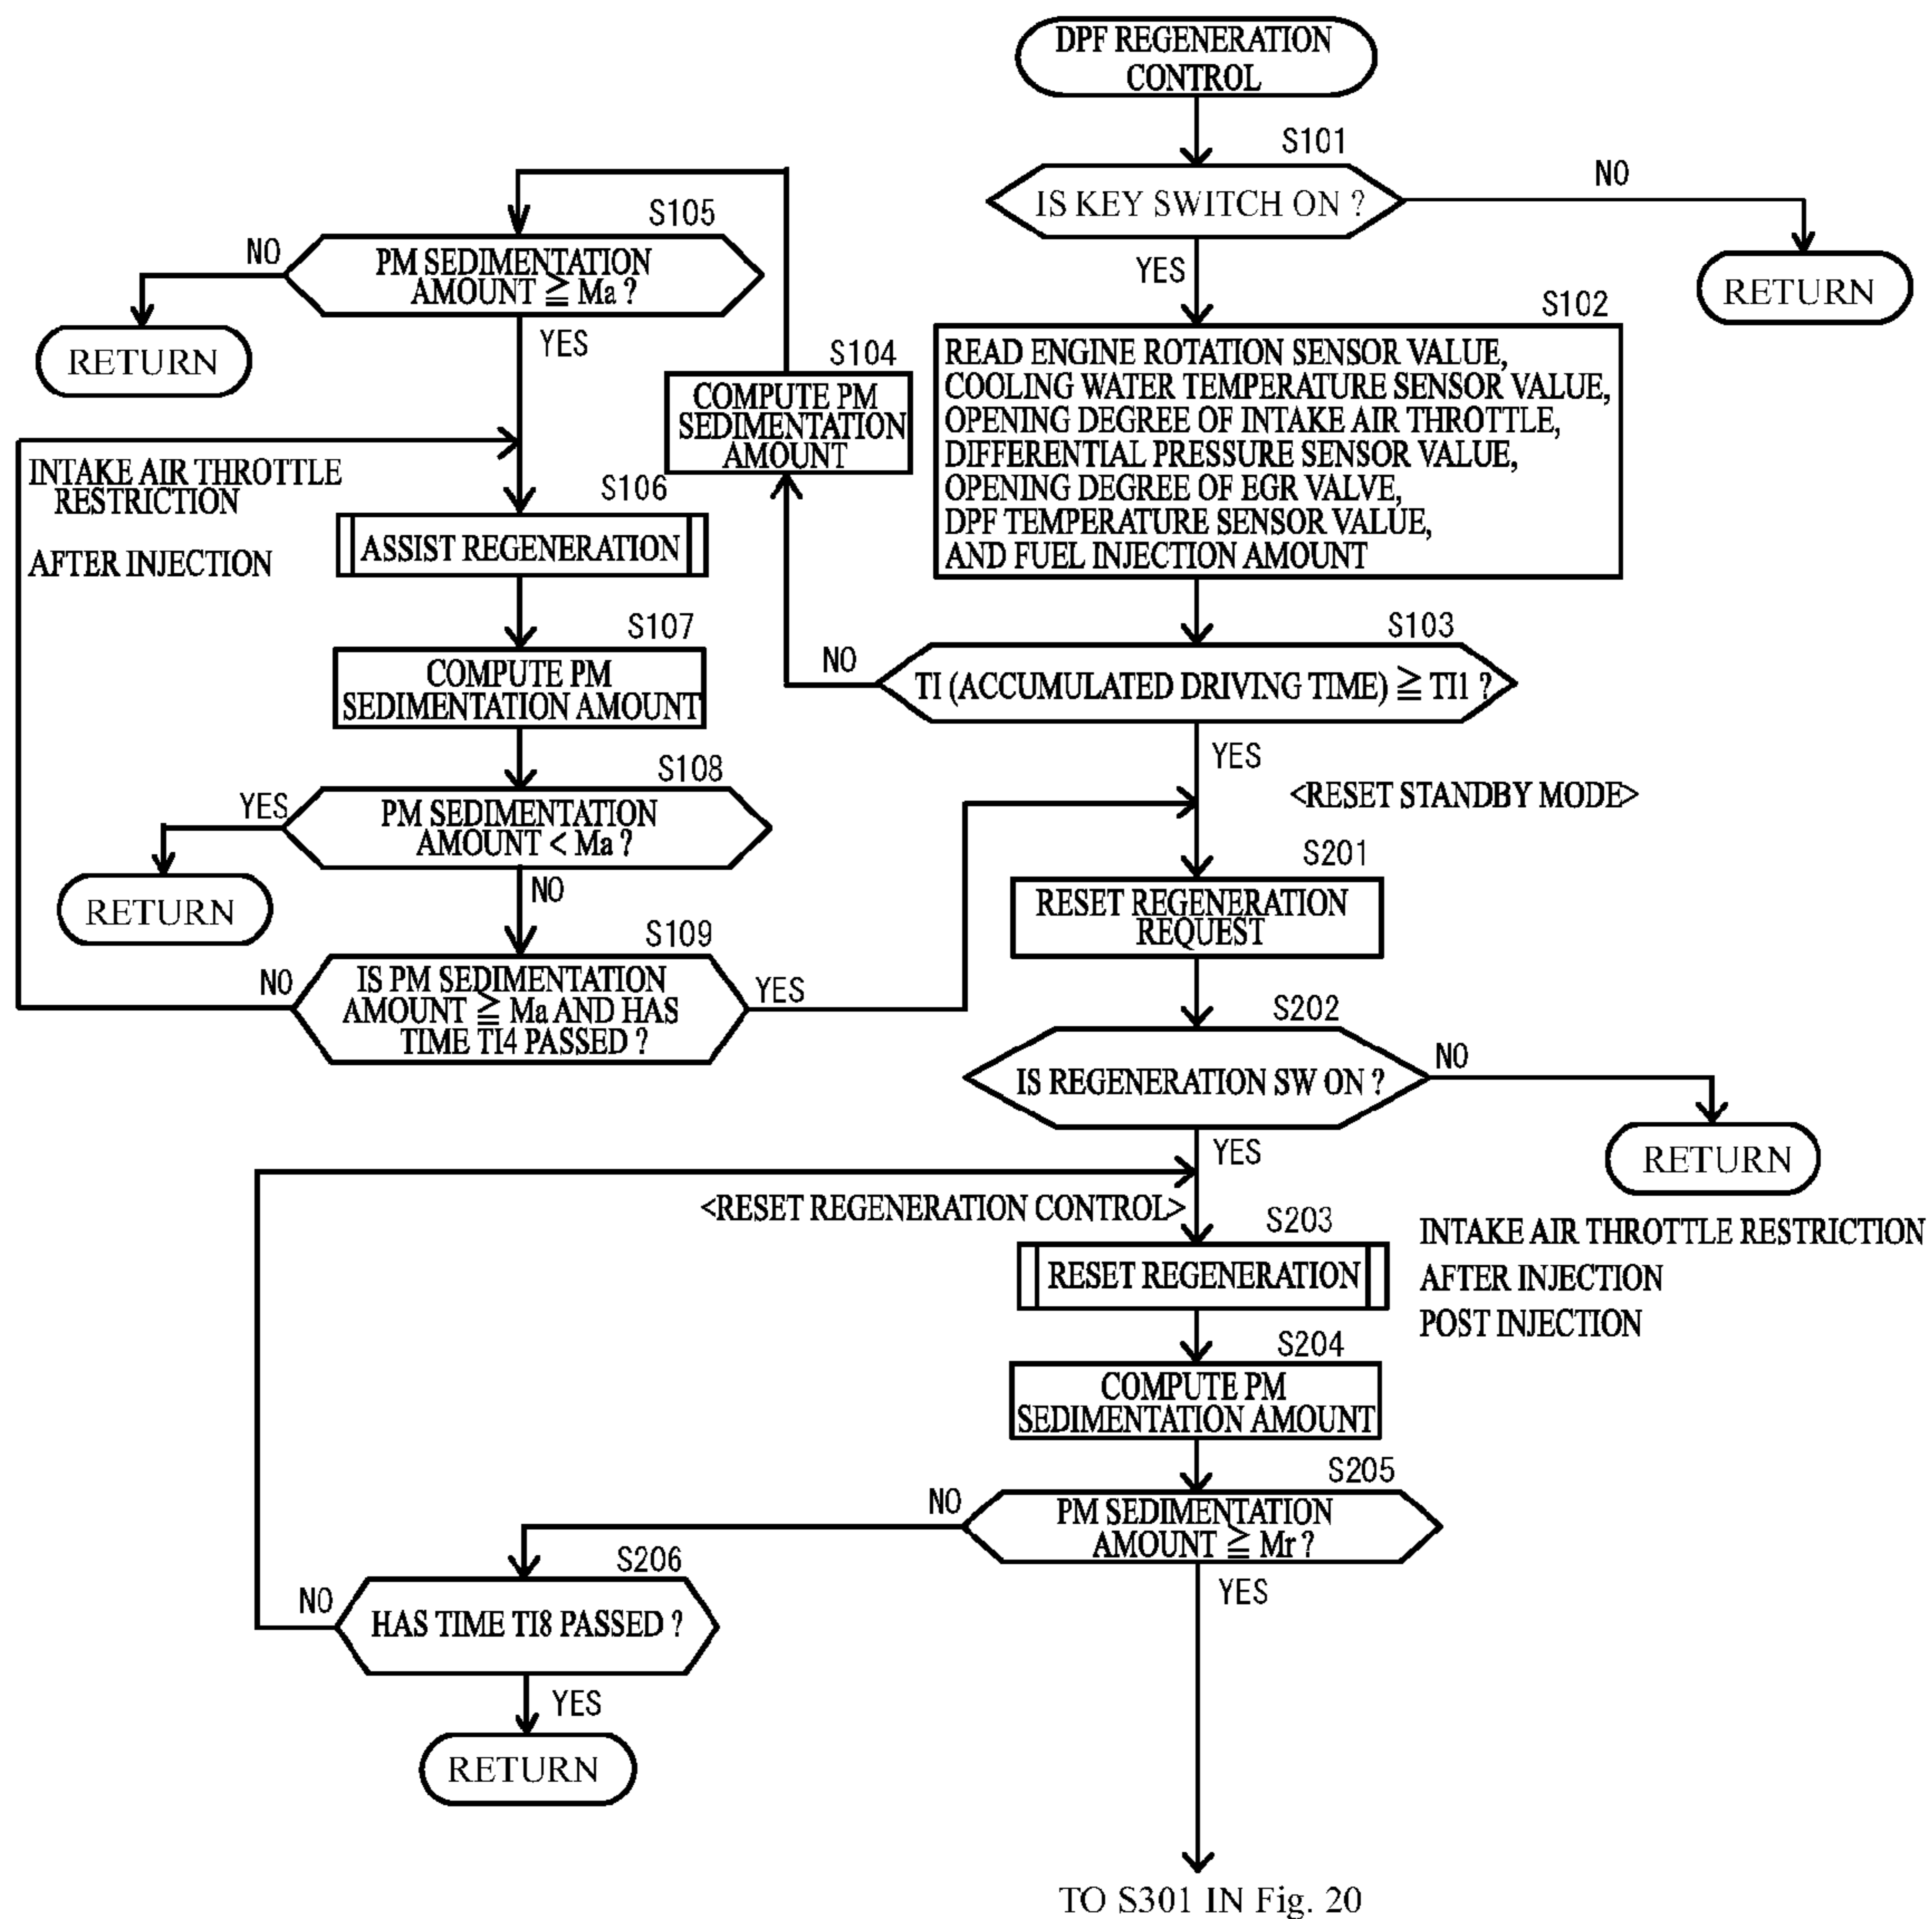 DPF REGENERATION
CONTROL
S101
IS KEY SWITCH ON ?
NO
RETURN
YES
S102
READ ENGINE ROTATION SENSOR VALUE,
COOLING WATER TEMPERATURE SENSOR VALUE,
OPENING DEGREE OF INTAKE AIR THROTTLE,
DIFFERENTIAL PRESSURE SENSOR VALUE,
OPENING DEGREE OF EGR VALVE,
DPF TEMPERATURE SENSOR VALUE,
AND FUEL INJECTION AMOUNT
S103
TI (ACCUMULATED DRIVING TIME) ≧ TI1 ?
NO
YES
S104
COMPUTE PM
SEDIMENTATION
AMOUNT
S105
PM SEDIMENTATION
AMOUNT ≧ Ma ?
NO
RETURN
YES
INTAKE AIR THROTTLE
RESTRICTION
AFTER INJECTION
S106
ASSIST REGENERATION
S107
COMPUTE PM
SEDIMENTATION AMOUNT
S108
PM SEDIMENTATION
AMOUNT < Ma ?
YES
RETURN
NO
S109
IS PM SEDIMENTATION
AMOUNT ≧ Ma AND HAS
TIME TI4 PASSED ?
NO
YES
<RESET STANDBY MODE>
S201
RESET REGENERATION
REQUEST
S202
IS REGENERATION SW ON ?
NO
RETURN
YES
<RESET REGENERATION CONTROL>
S203
RESET REGENERATION
INTAKE AIR THROTTLE RESTRICTION
AFTER INJECTION
POST INJECTION
S204
COMPUTE PM
SEDIMENTATION AMOUNT
S205
PM SEDIMENTATION
AMOUNT ≧ Mr ?
NO
YES
S206
HAS TIME TI8 PASSED ?
NO
YES
RETURN
TO S301 IN Fig. 20